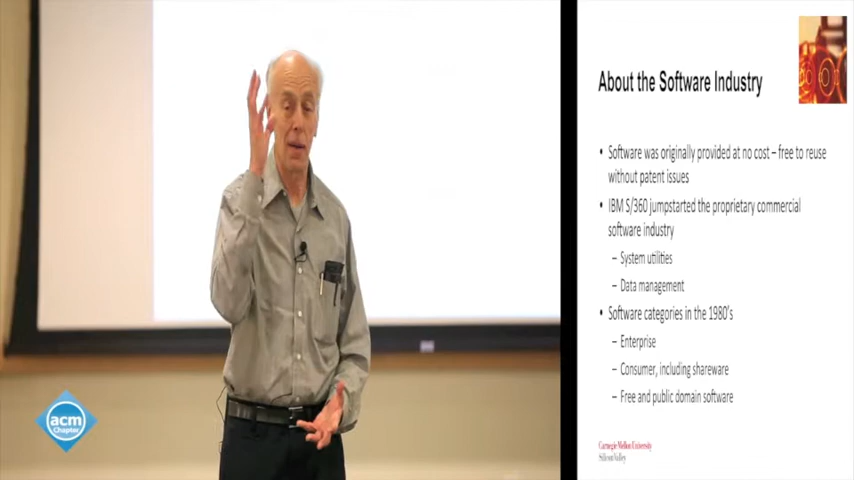 About the Software Industry
• Software was originally provided at no cost – free to reuse
without patent issues
• IBM S/360 jumpstarted the proprietary commercial
software industry
– System utilities
– Data management
• Software categories in the 1980's
– Enterprise
– Consumer, including shareware
– Free and public domain software
Carnegie Mellon University
Silicon Valley
acm
Chapter